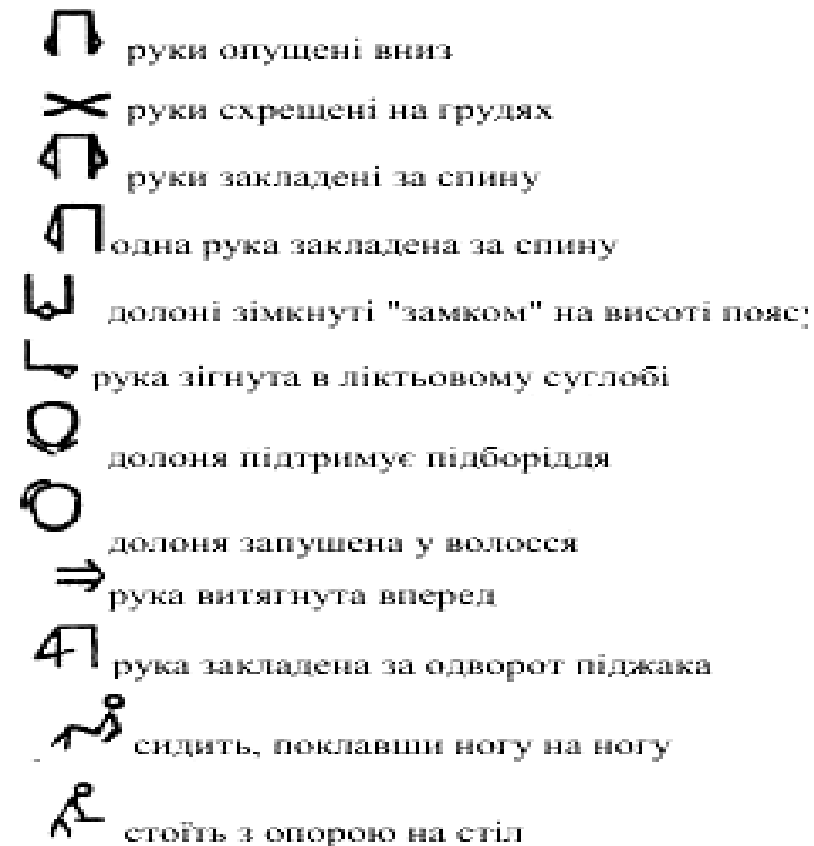 руки опущені вниз
руки схрещені на грудях
руки закладені за спину
одна рука закладена за спину
долоні зімкнуті "замком" на висоті поясу
рука зігнута в ліктьовому суглобі
долоня підтримує підборіддя
долоня запушена у волосся
рука витягнута вперед
рука закладена за одворот піджака
сидить, поклавши ногу на ногу
стоїть з опорою на стіл